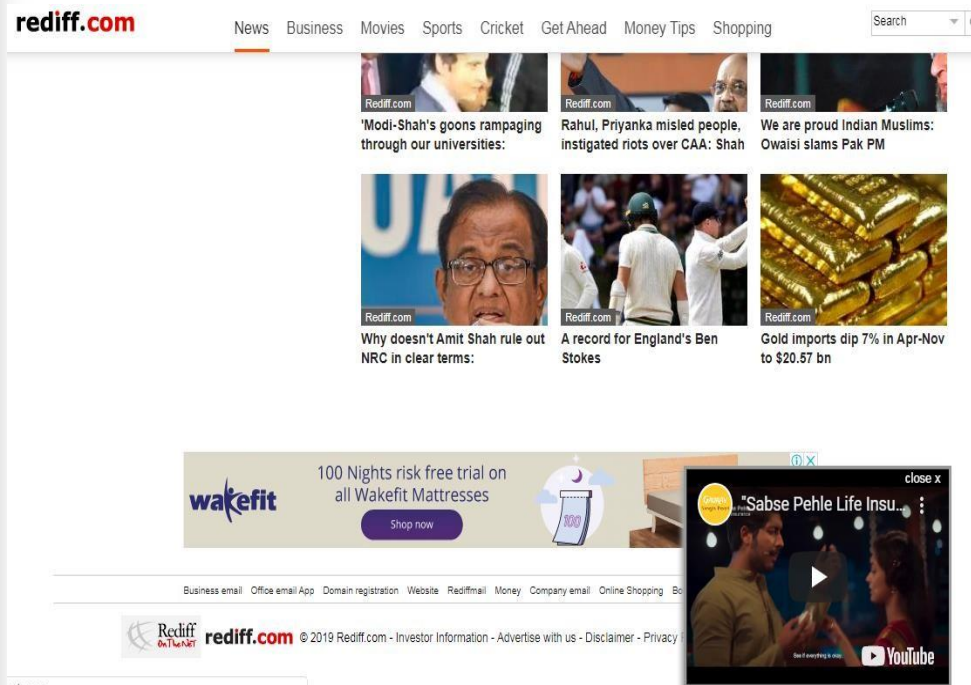 rediff.com
News Business Movies Sports Cricket Get Ahead Money Tips Shopping
Search
Rediff.com
Rediff.com
Rediff.com
'Modi-Shah's goons rampaging
through our universities:
Rahul, Priyanka misled people,
instigated riots over CAA: Shah
We are proud Indian Muslims:
Owaisi slams Pak PM
Rediff.com
Rediff.com
Rediff.com
Why doesn't Amit Shah rule out
NRC in clear terms:
A record for England's Ben
Stokes
Gold imports dip 7% in Apr-Nov
to $20.57 bn
wakefit
100 Nights risk free trial on
all Wakefit Mattresses
Shop now
100
close x
"Sabse Pehle Life Insu...
See if everything is okay
YouTube
Business email Office email App Domain registration Website Rediffmail Money Company email Online Shopping Bo
Rediff
On The NeT
rediff.com © 2019 Rediff.com - Investor Information - Advertise with us - Disclaimer - Privacy